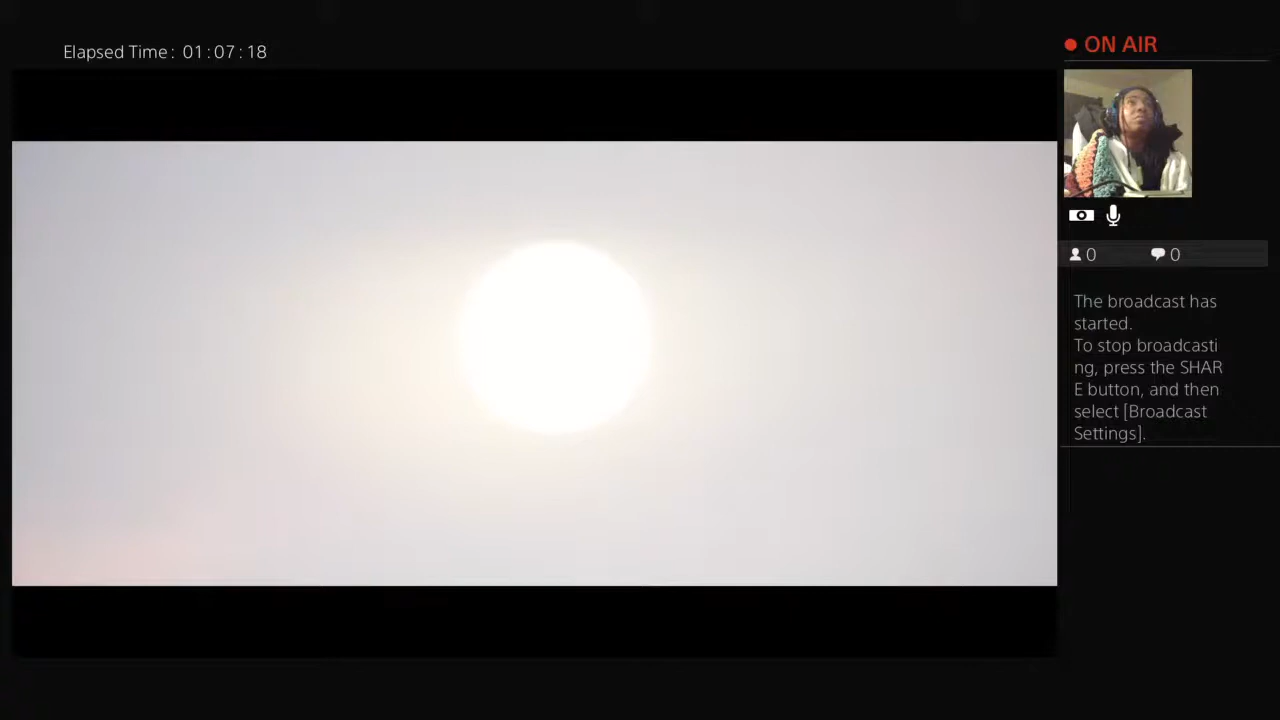 Elapsed Time: 01:07:18
ON AIR
0 0
The broadcast has
started.
To stop broadcasti
ng, press the SHAR
E button, and then
select [Broadcast
Settings].